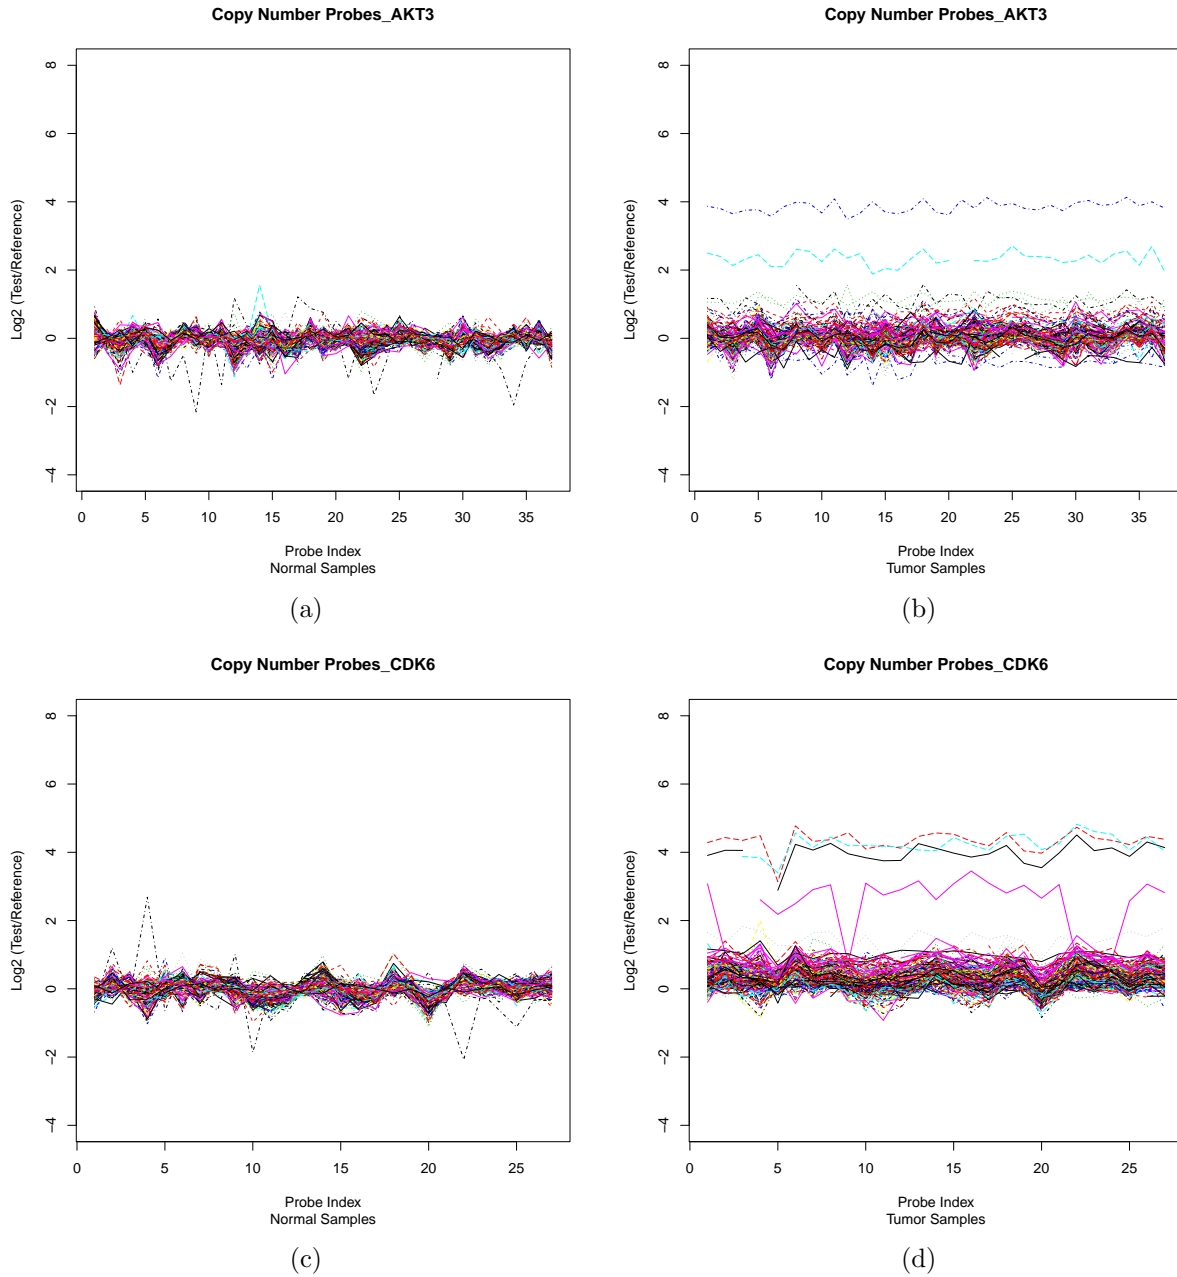 Copy Number Probes_AKT3
Log2 (Test/Reference)
8
6
4
2
0
−2
−4
0 5 10 15 20 25 30 35
Probe Index
Normal Samples
(a)
Copy Number Probes_AKT3
Log2 (Test/Reference)
8
6
4
2
0
−2
−4
0 5 10 15 20 25 30 35
Probe Index
Tumor Samples
(b)
Copy Number Probes_CDK6
Log2 (Test/Reference)
8
6
4
2
0
−2
−4
0 5 10 15 20 25
Probe Index
Normal Samples
(c)
Copy Number Probes_CDK6
Log2 (Test/Reference)
8
6
4
2
0
−2
−4
0 5 10 15 20 25
Probe Index
Tumor Samples
(d)